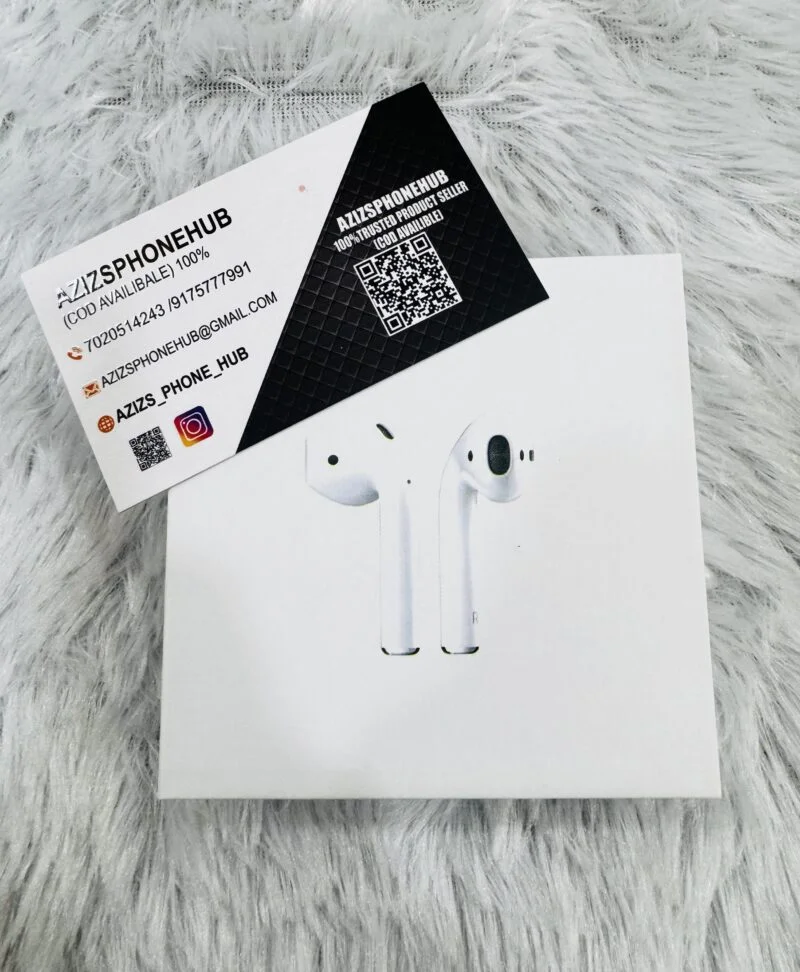 AZIZSPHONEHUB
(COD AVAILIBALE) 100%
7020514243 /9175777991
AZIZSPHONEHUB@GMAIL.COM
AZIZS_PHONE_HUB
AZIZSPHONEHUB
100%TRUSTED PRODUCT SELLER
(COD AVAILIBLE)
R